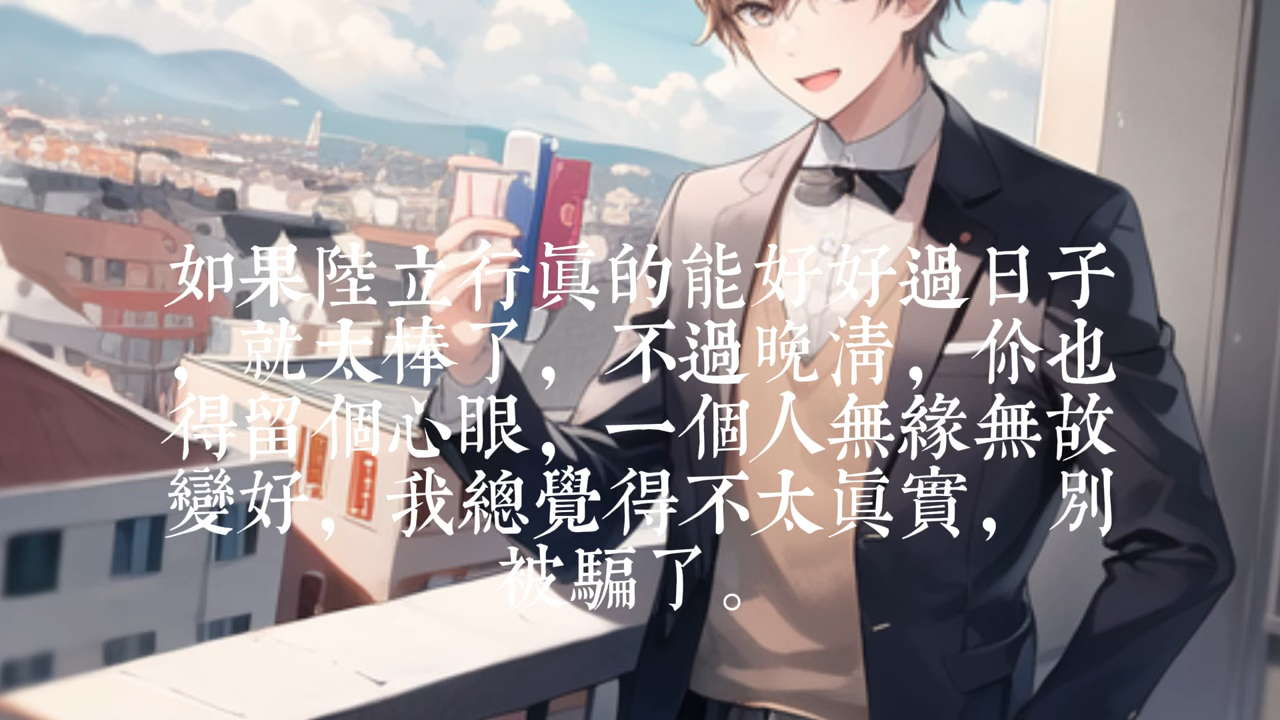 如果陸立行眞的能好好過日子
，就太棒了，不過晚清，伱也
得留個心眼，一個人無緣無故
變好，我總覺得不太眞實，別
被騙了。